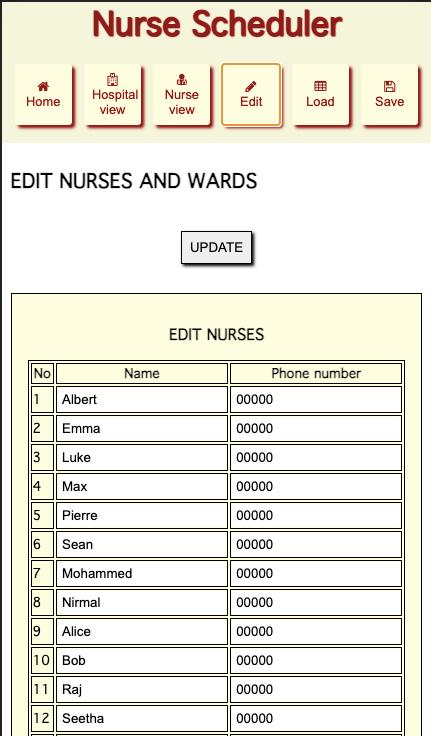 Nurse Scheduler
Home
Hospital view
Nurse view
Edit
Load
Save
EDIT NURSES AND WARDS
UPDATE
EDIT NURSES
No Name Phone number
1 Albert 00000
2 Emma 00000
3 Luke 00000
4 Max 00000
5 Pierre 00000
6 Sean 00000
7 Mohammed 00000
8 Nirmal 00000
9 Alice 00000
10 Bob 00000
11 Raj 00000
12 Seetha 00000